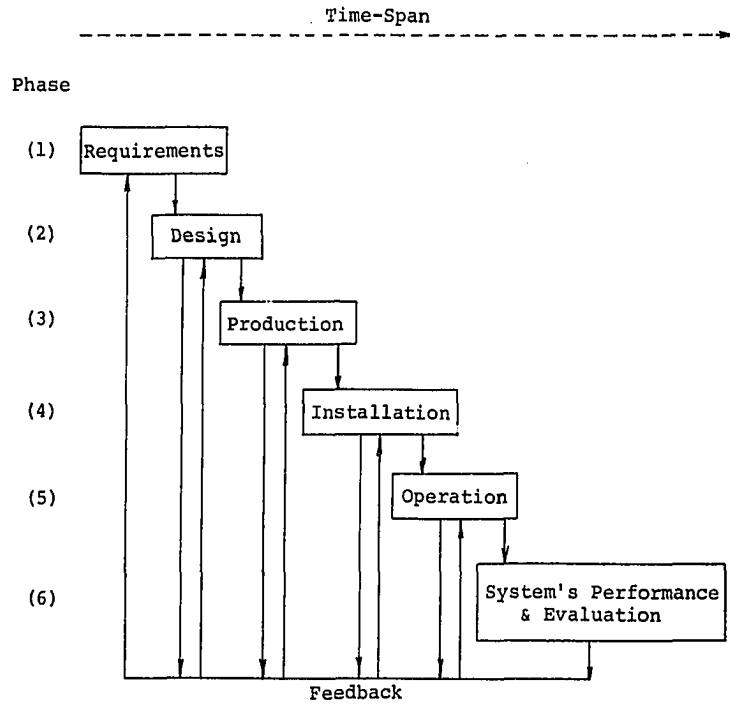 Time-Span
Phase
(1) Requirements
(2) Design
(3) Production
(4) Installation
(5) Operation
(6) System's Performance
& Evaluation
Feedback